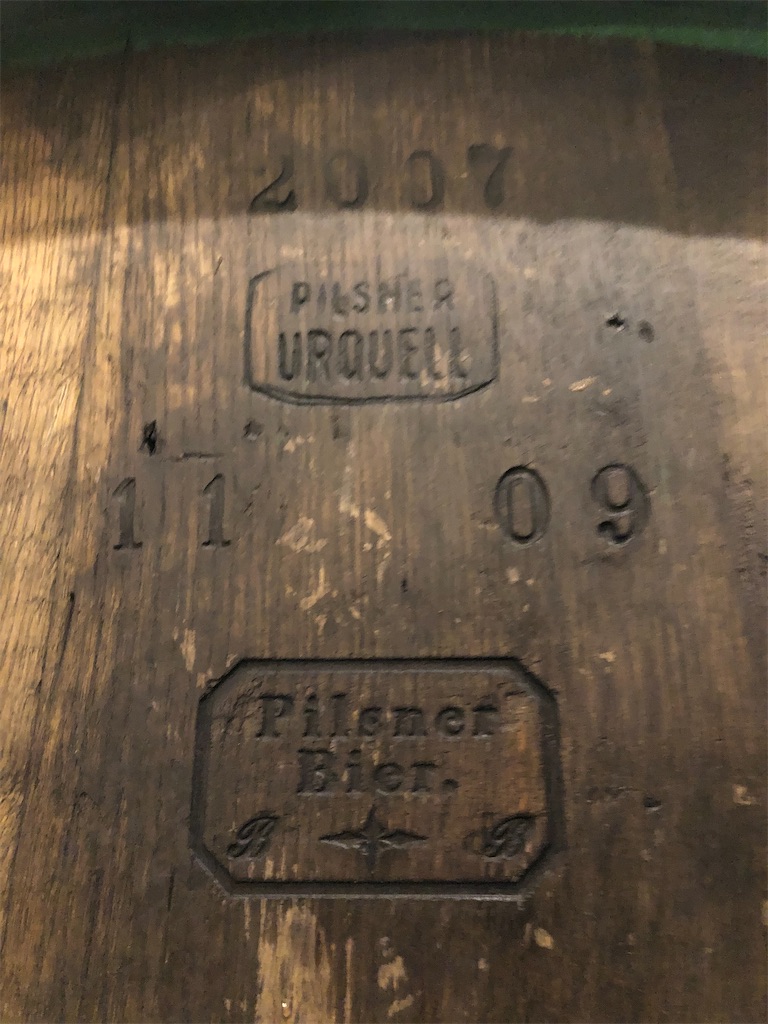 2007
PILSNER
URQUELL
11 09
Pilsner
Bier.
B B